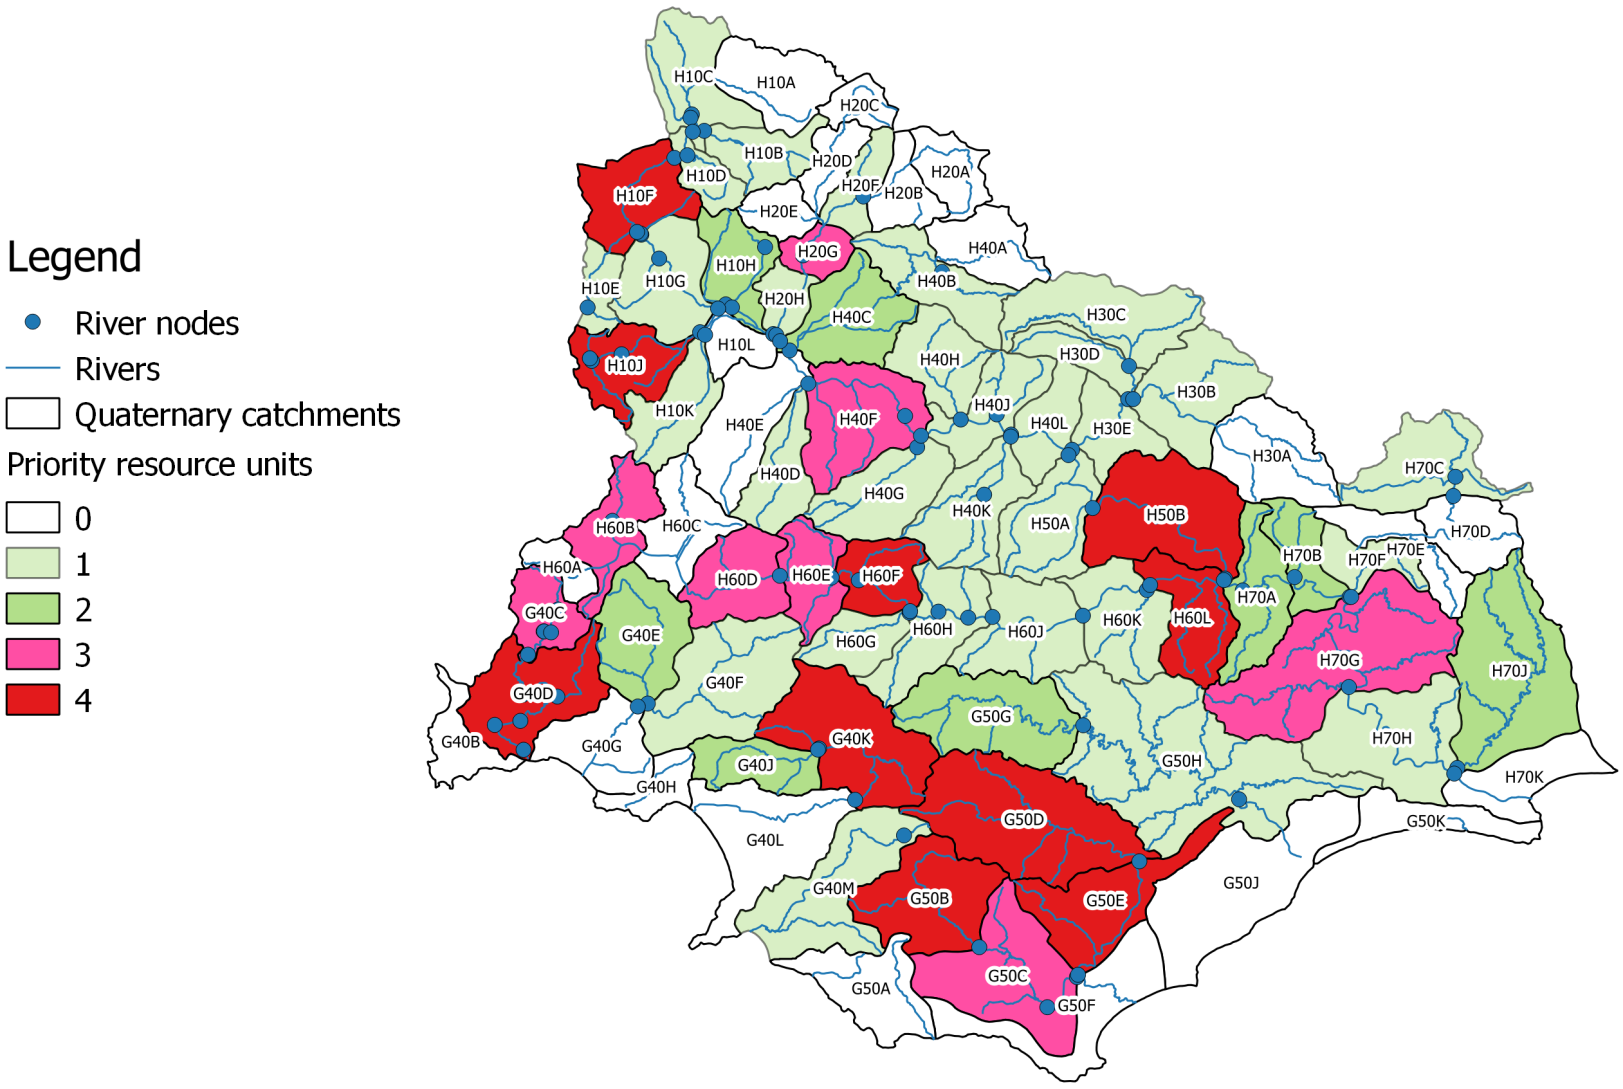 Legend
River nodes
Rivers
Quaternary catchments
Priority resource units
0
1
2
3
4
H10C
H10A
H20C
H10B
H20D
H10D
H20A
H20F
H20B
H10F
H20E
H20G
H40A
H10H
H10G
H10E
H40B
H20H
H40C
H30C
H10L
H40H
H30D
H10J
H30B
H10K
H40J
H40E
H40F
H40L
H30E
H30A
H70C
H40D
H40G
H40K
H50A
H50B
H60B
H60C
H70D
H60A
H70B
H70F
H70E
H60D
H60E
H60F
H70A
G40C
H60L
H60K
G40E
H60G
H60H
H60J
H70G
H70J
G40F
G40D
G50G
G40B
G40G
G40K
H70H
G40J
G50H
G40H
H70K
G50D
G50K
G40L
G50J
G40M
G50B
G50E
G50C
G50A
G50F